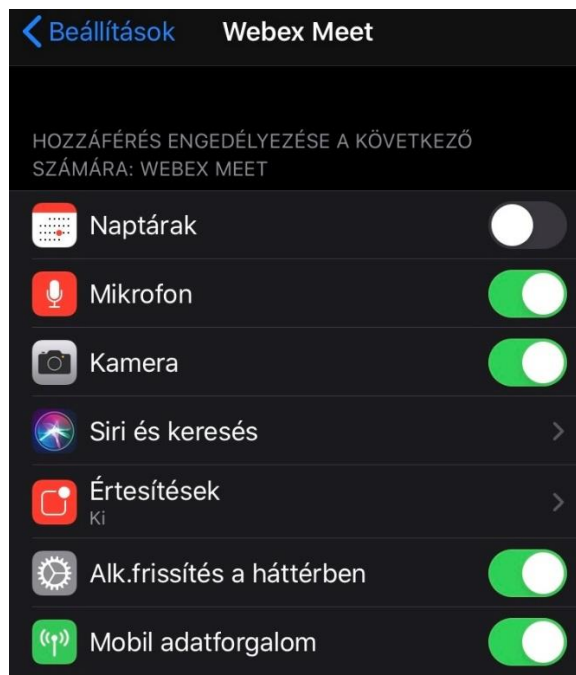 Beállítások
Webex Meet
HOZZÁFÉRÉS ENGEDÉLYEZÉSE A KÖVETKEZŐ
SZÁMÁRA: WEBEX MEET
Naptárak
Mikrofon
Kamera
Siri és keresés
Értesítések
Ki
Alk.frissítés a háttérben
Mobil adatforgalom